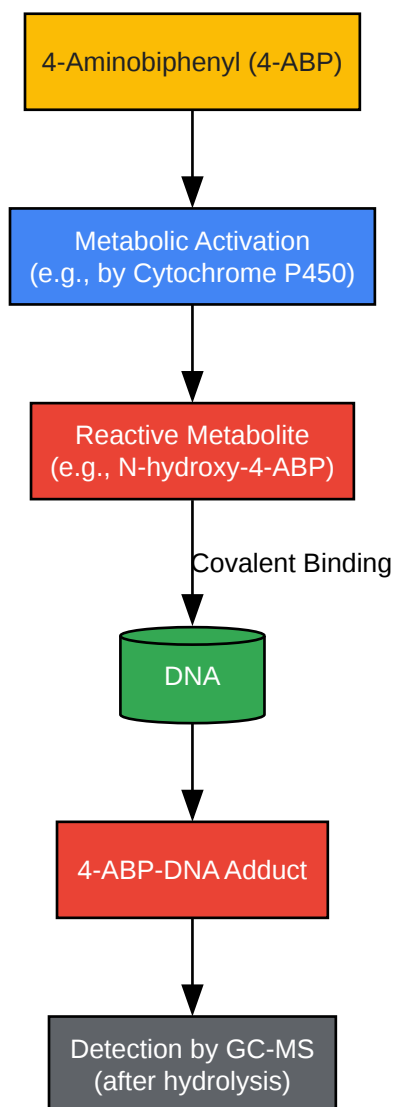 4-Aminobiphenyl (4-ABP)
Metabolic Activation
(e.g., by Cytochrome P450)
Reactive Metabolite
(e.g., N-hydroxy-4-ABP)
Covalent Binding
DNA
4-ABP-DNA Adduct
Detection by GC-MS
(after hydrolysis)